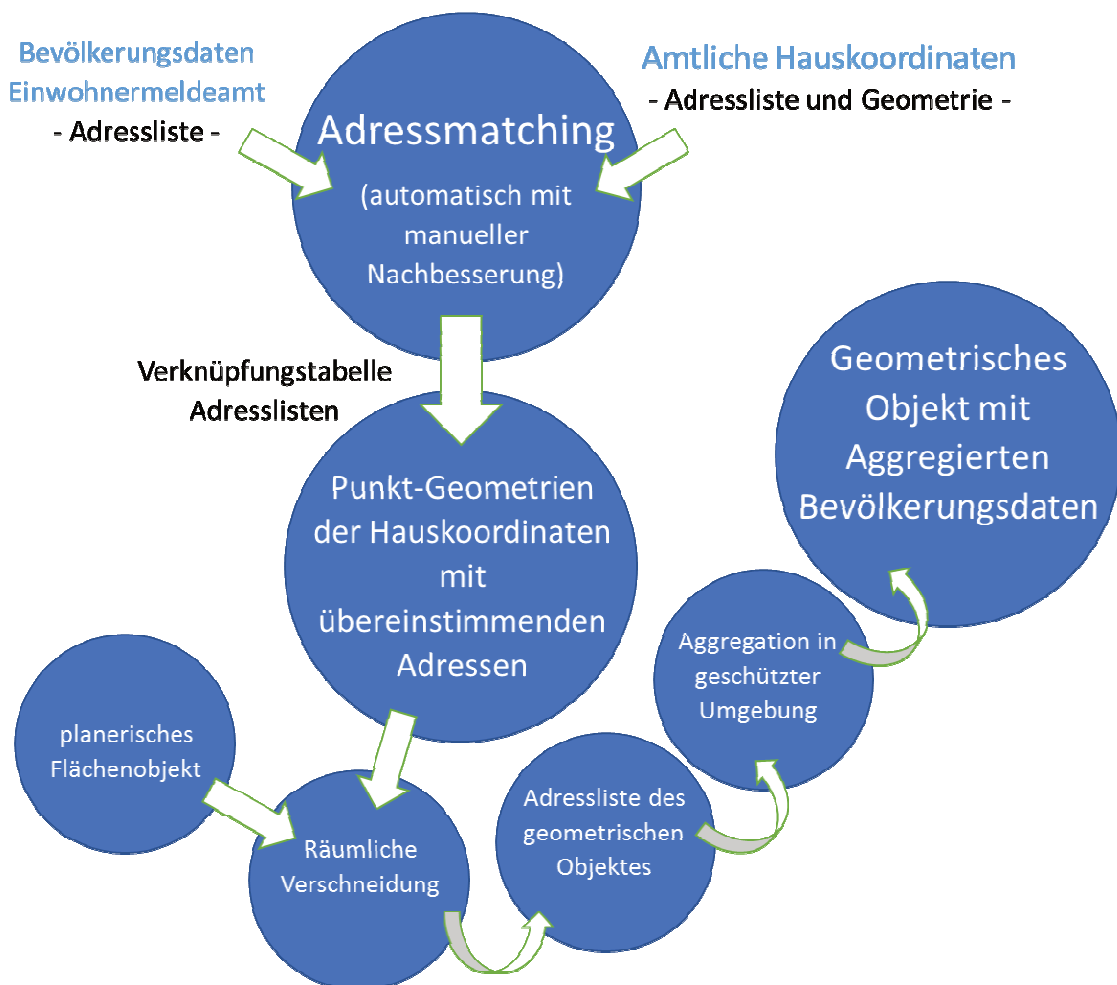 Bevölkerungsdaten
Einwohnermeldeamt
- Adressliste -
Amtliche Hauskoordinaten
- Adressliste und Geometrie -
Adressmatching
(automatisch mit
manueller
Nachbesserung)
Verknüpfungstabelle
Adresslisten
Punkt-Geometrien
der Hauskoordinaten
mit
übereinstimmenden
Adressen
planerisches
Flächenobjekt
Räumliche
Verschneidung
Adressliste des
geometrischen
Objektes
Aggregation in
geschützter
Umgebung
Geometrisches
Objekt mit
Aggregierten
Bevölkerungsdaten